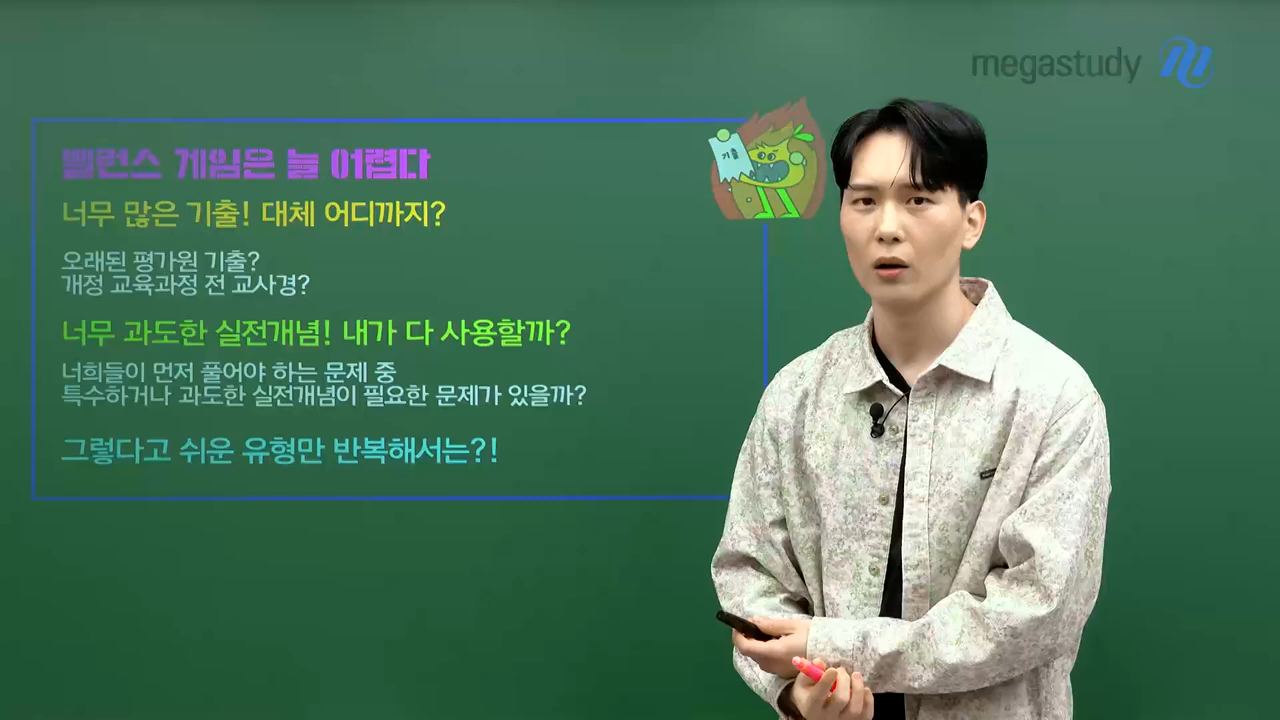 megastudy
밸런스 게임은 늘 어렵다
너무 많은 기출! 대체 어디까지?
기출
오래된 평가원 기출?
개정 교육과정 전 교사경?
너무 과도한 실전개념! 내가 다 사용할까?
너희들이 먼저 풀어야 하는 문제 중
특수하거나 과도한 실전개념이 필요한 문제가 있을까?
그렇다고 쉬운 유형만 반복해서는?!